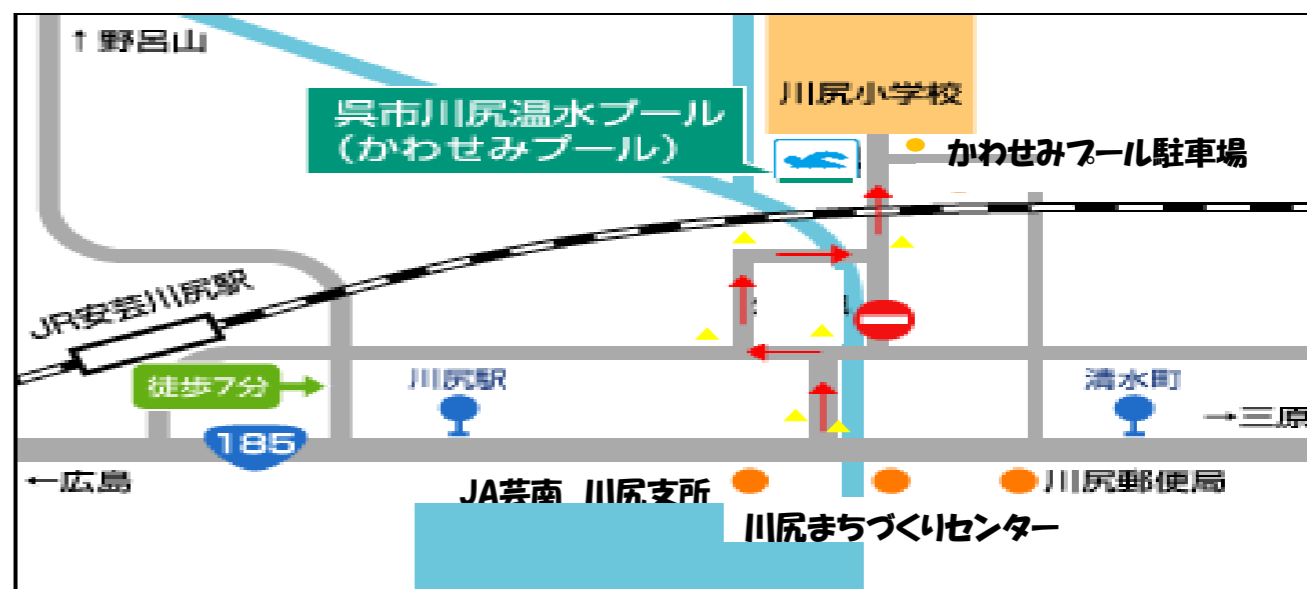 ↑野呂山
川尻小学校
呉市川尻温水プール
(かわせみプール)
かわせみプール駐車場
JR安芸川尻駅
徒歩7分→
川尻駅
清水町
→三原
185
←広島
JA芸南 川尻支所
川尻郵便局
川尻まちづくりセンター